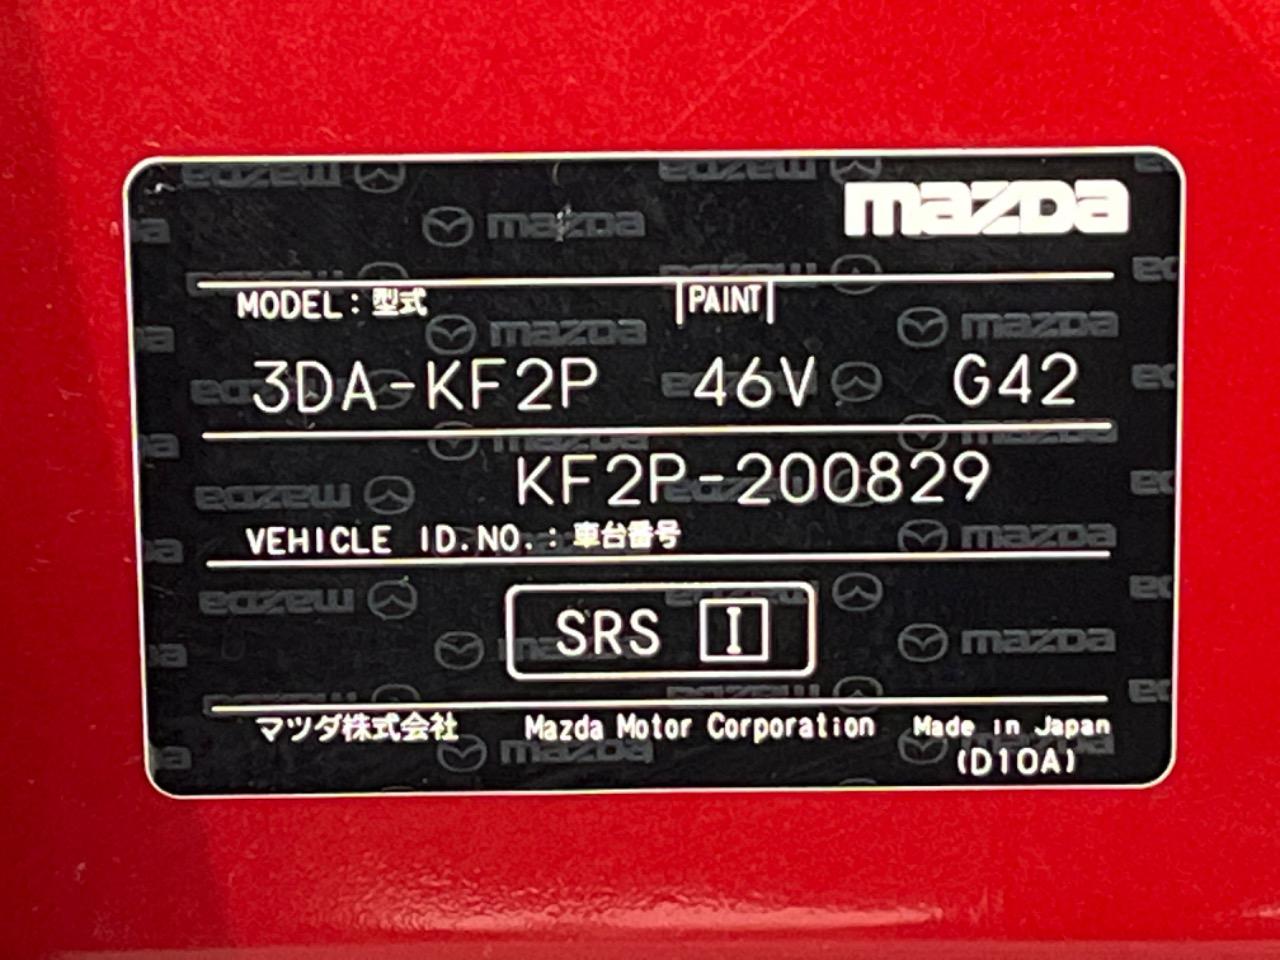 mazda
MODEL : 型式 PAINT
3DA-KF2P 46V G42
KF2P-200829
VEHICLE ID.NO. : 車台番号
SRS I
マツダ株式会社 Mazda Motor Corporation Made in Japan
(D10A)